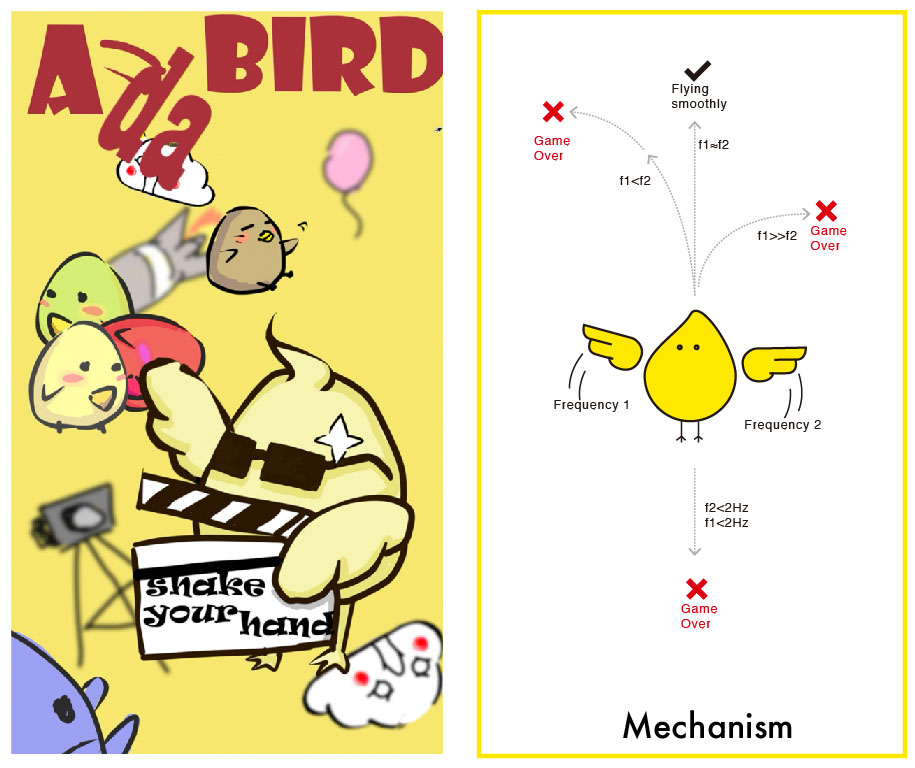 Ada BIRD
shake
your hand
Flying
smoothly
Game
Over
f1≈f2
f1<f2
f1>>f2
Game
Over
Frequency 1
Frequency 2
f2<2Hz
f1<2Hz
Game
Over
Mechanism